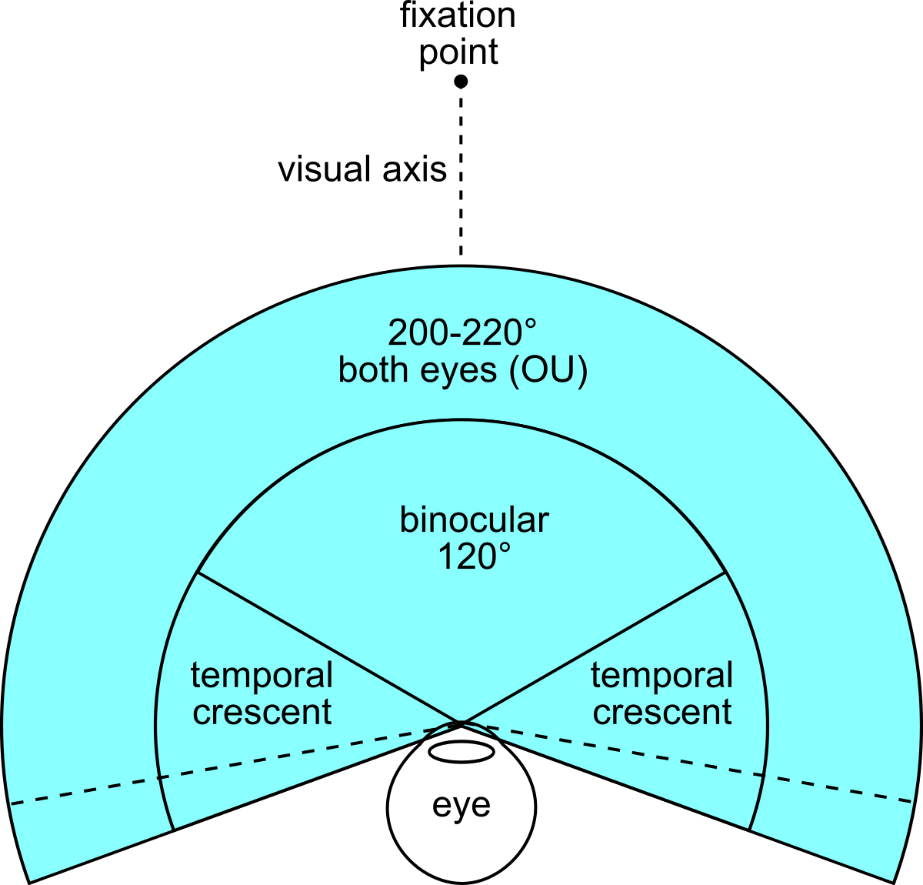 fixation
point
visual axis
200-220°
both eyes (OU)
binocular
120°
temporal
crescent
temporal
crescent
eye